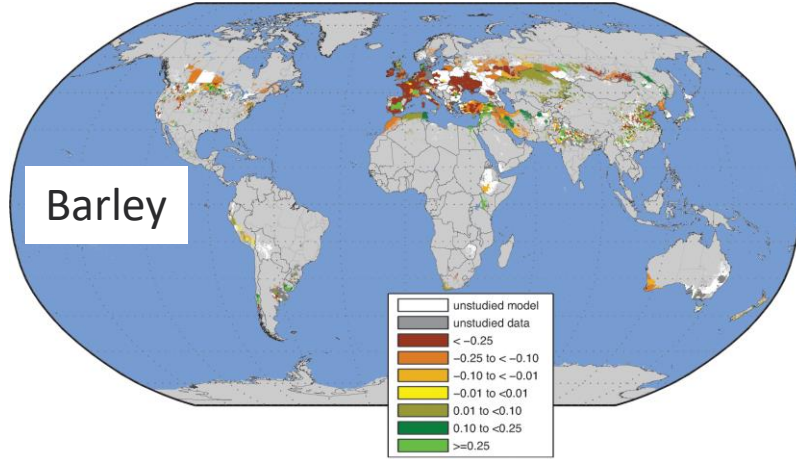 Barley
unstudied model
unstudied data
< −0.25
−0.25 to < −0.10
−0.10 to < −0.01
−0.01 to <0.01
0.01 to <0.10
0.10 to <0.25
>=0.25